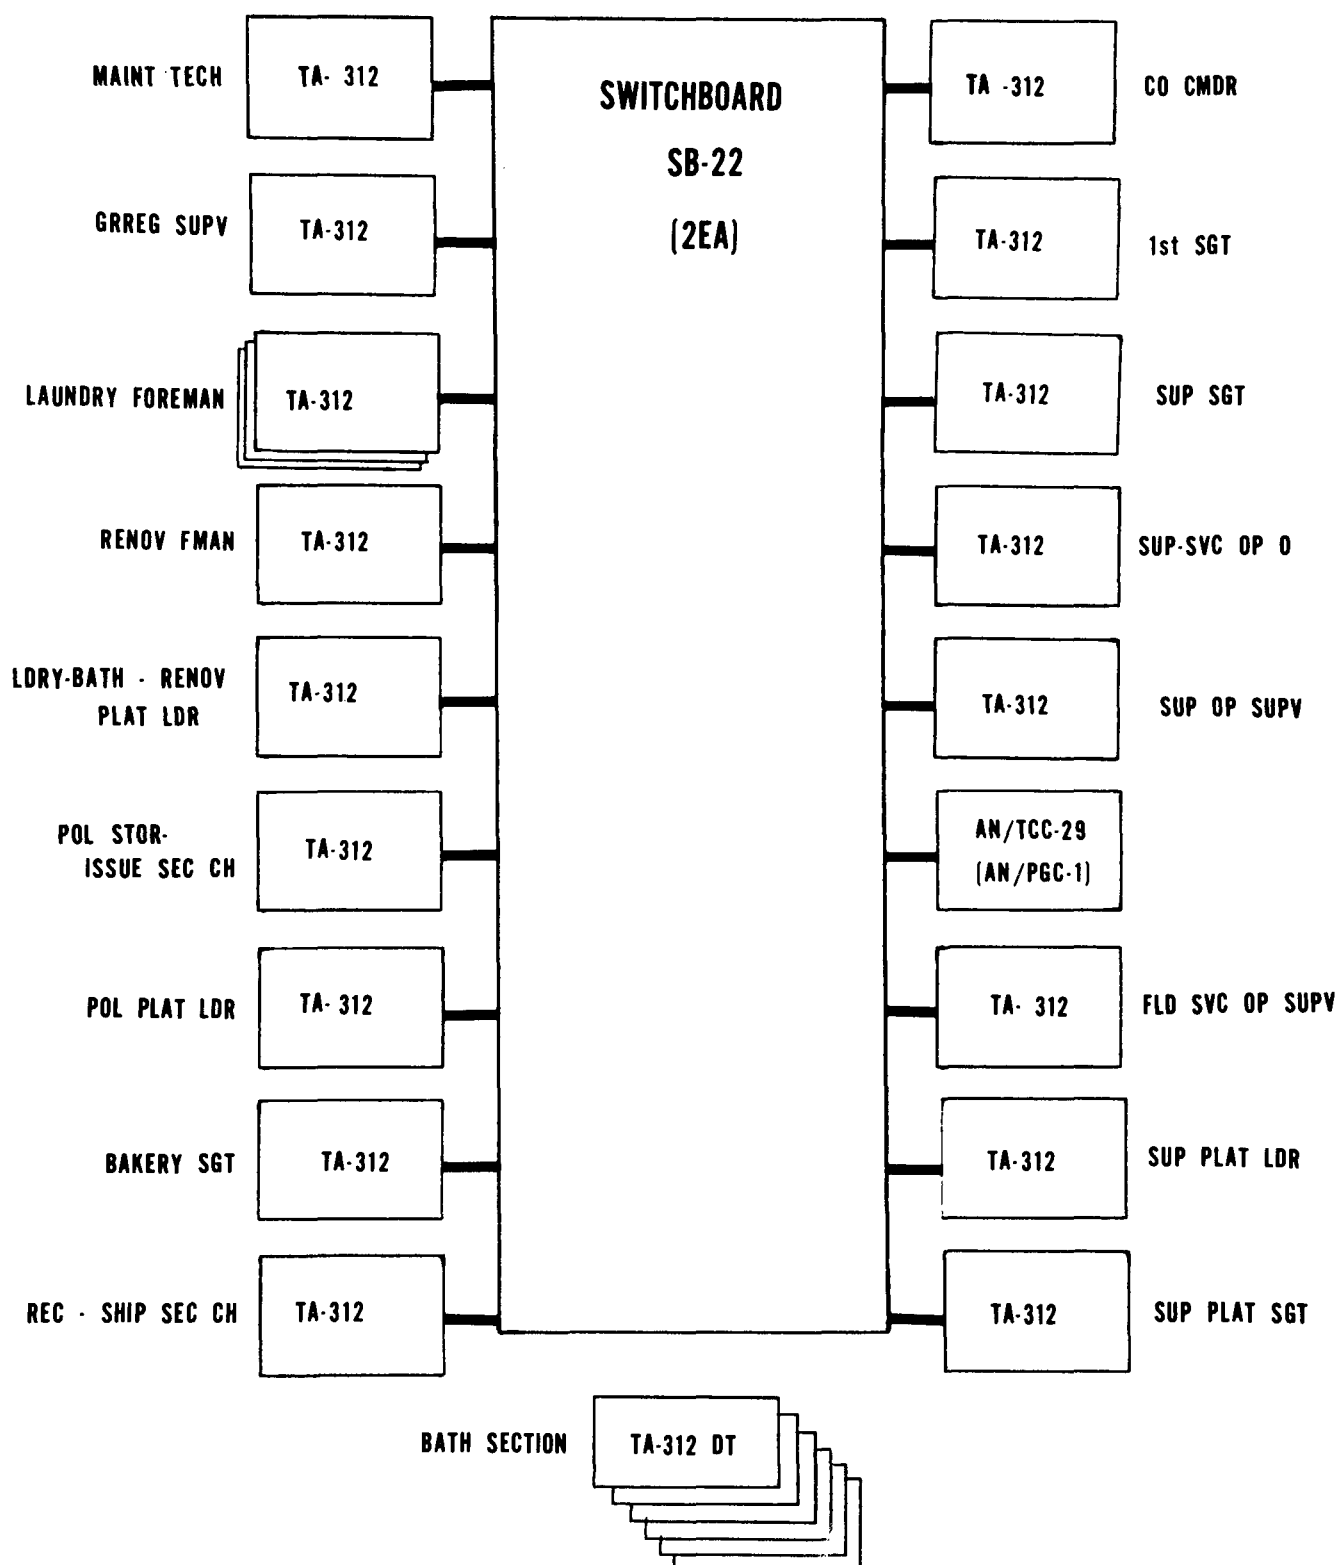 MAINT TECH
TA- 312
SWITCHBOARD
SB-22
(2EA)
TA -312
CO CMDR
GRREG SUPV
TA-312
TA-312
1st SGT
LAUNDRY FOREMAN
TA-312
TA-312
SUP SGT
RENOV FMAN
TA-312
TA-312
SUP-SVC OP O
LDRY-BATH - RENOV
PLAT LDR
TA-312
TA-312
SUP OP SUPV
POL STOR-
ISSUE SEC CH
TA-312
AN/TCC-29
(AN/PGC-1)
POL PLAT LDR
TA- 312
TA- 312
FLD SVC OP SUPV
BAKERY SGT
TA-312
TA-312
SUP PLAT LDR
REC - SHIP SEC CH
TA-312
TA-312
SUP PLAT SGT
BATH SECTION
TA-312 DT